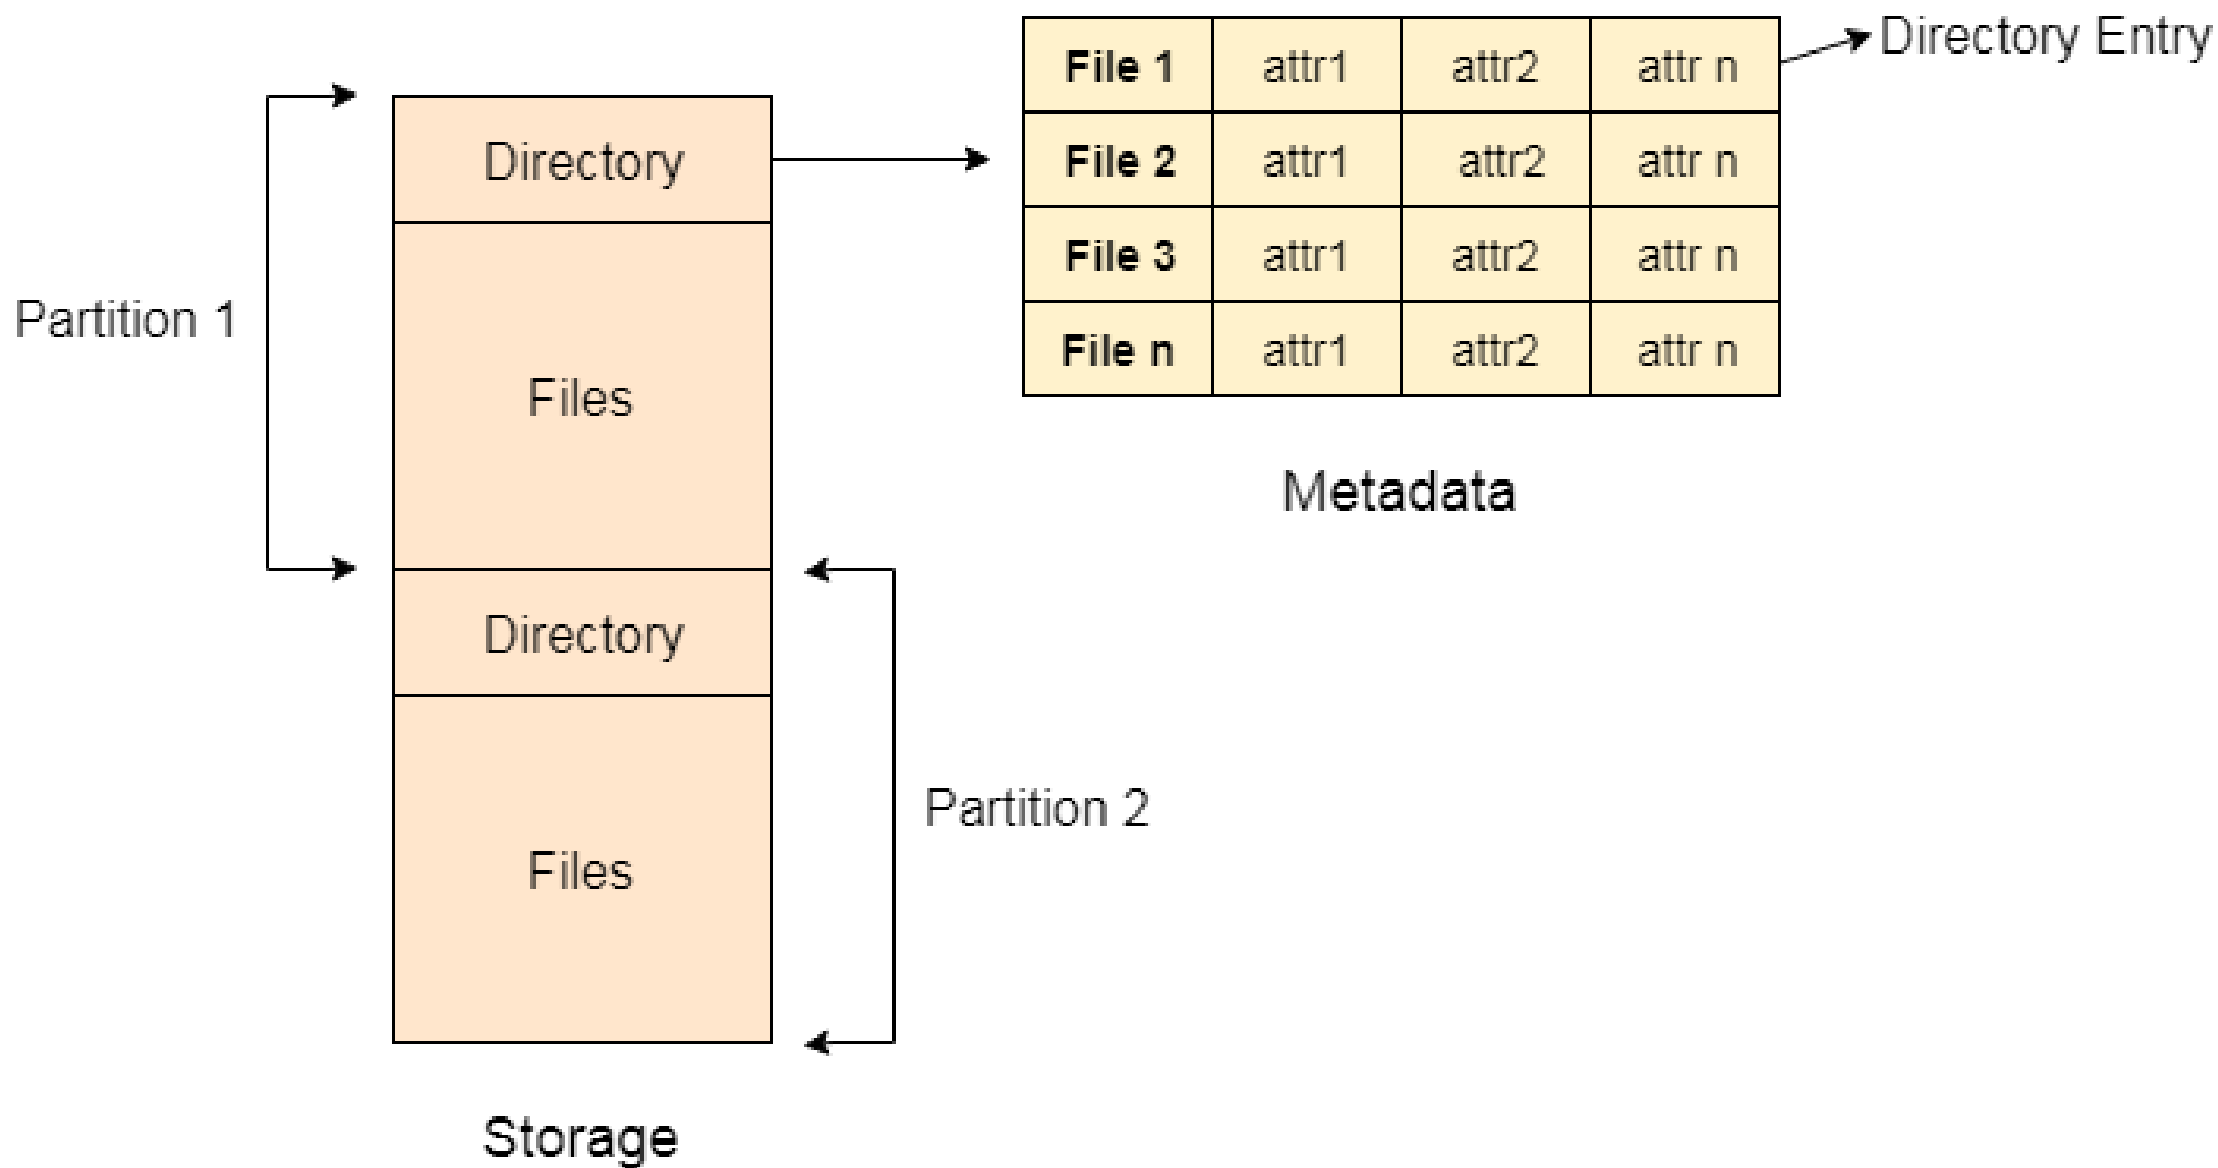 File 1 attr1 attr2 attr n
Directory Entry
File 2 attr1 attr2 attr n
File 3 attr1 attr2 attr n
File n attr1 attr2 attr n
Metadata
Directory
Partition 1
Files
Directory
Partition 2
Files
Storage